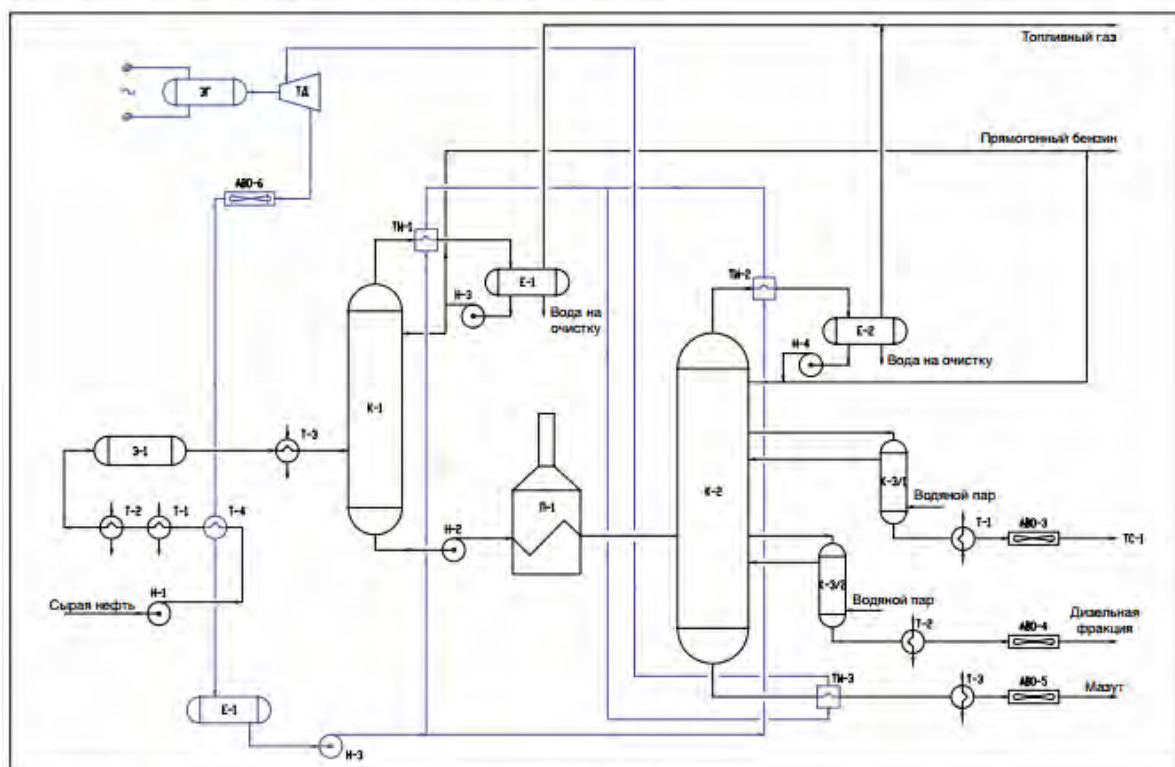 Топливный газ
ЭГ
ТД
Прямогонный бензин
АВО-6
ТИ-1
Е-1
Н-3
Вода на
очистку
ТИ-2
Е-2
Н-4
Вода на очистку
К-1
Т-3
Э-1
К-2
К-3/1
П-1
Водяной пар
Т-2
Т-1
Т-4
Н-2
Т-1
АВО-3
ТС-1
К-3/2
Н-1
Сырая нефть
Водяной пар
Т-2
АВО-4
Дизельная
фракция
ТИ-3
Т-3
АВО-5
Мазут
Е-1
Н-3